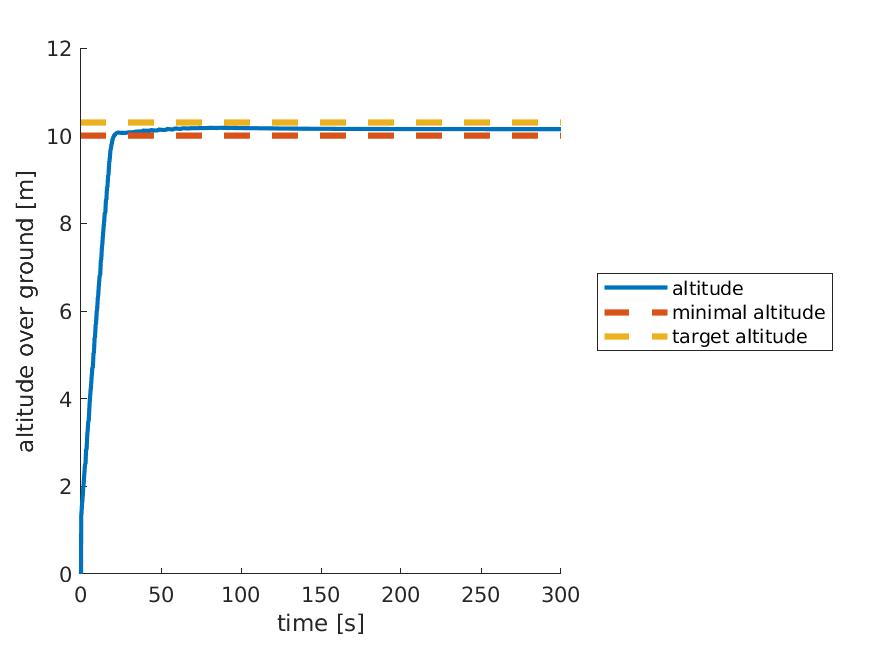 12
10
8
6
4
2
0
altitude over ground [m]
0 50 100 150 200 250 300
time [s]
altitude
minimal altitude
target altitude